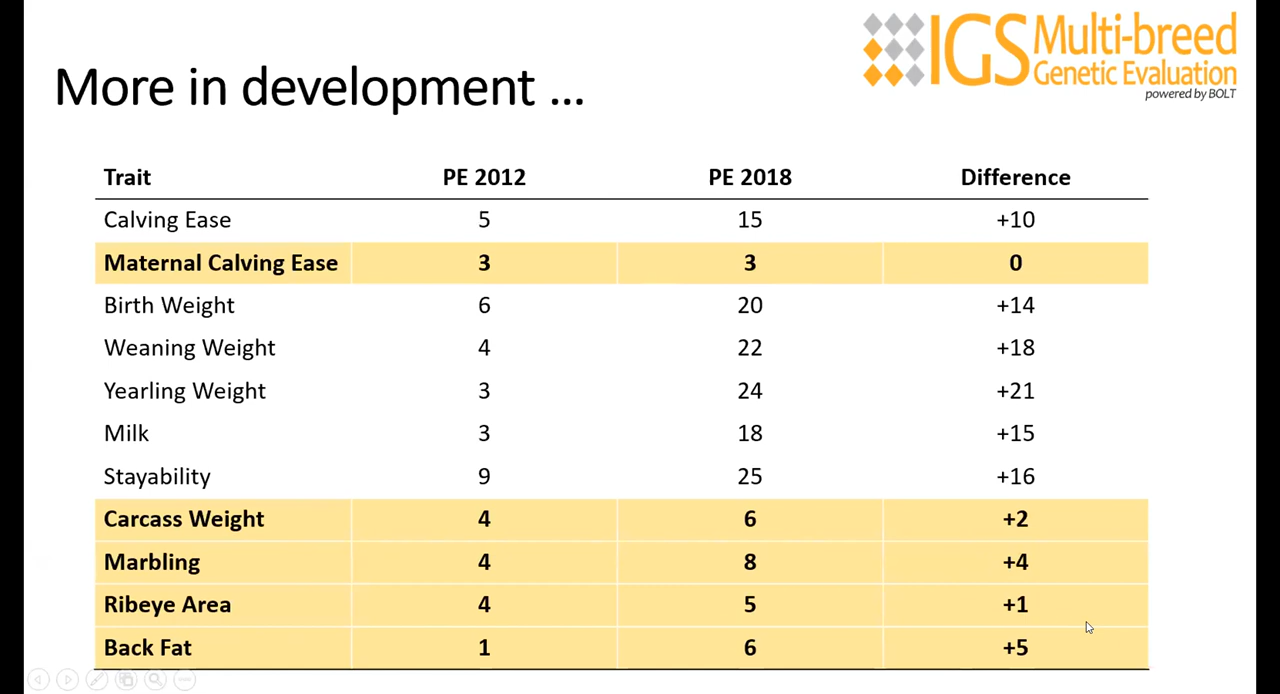 IGS Multi-breed
Genetic Evaluation
powered by BOLT
More in development ...
Trait PE 2012 PE 2018 Difference
Calving Ease 5 15 +10
Maternal Calving Ease 3 3 0
Birth Weight 6 20 +14
Weaning Weight 4 22 +18
Yearling Weight 3 24 +21
Milk 3 18 +15
Stayability 9 25 +16
Carcass Weight 4 6 +2
Marbling 4 8 +4
Ribeye Area 4 5 +1
Back Fat 1 6 +5